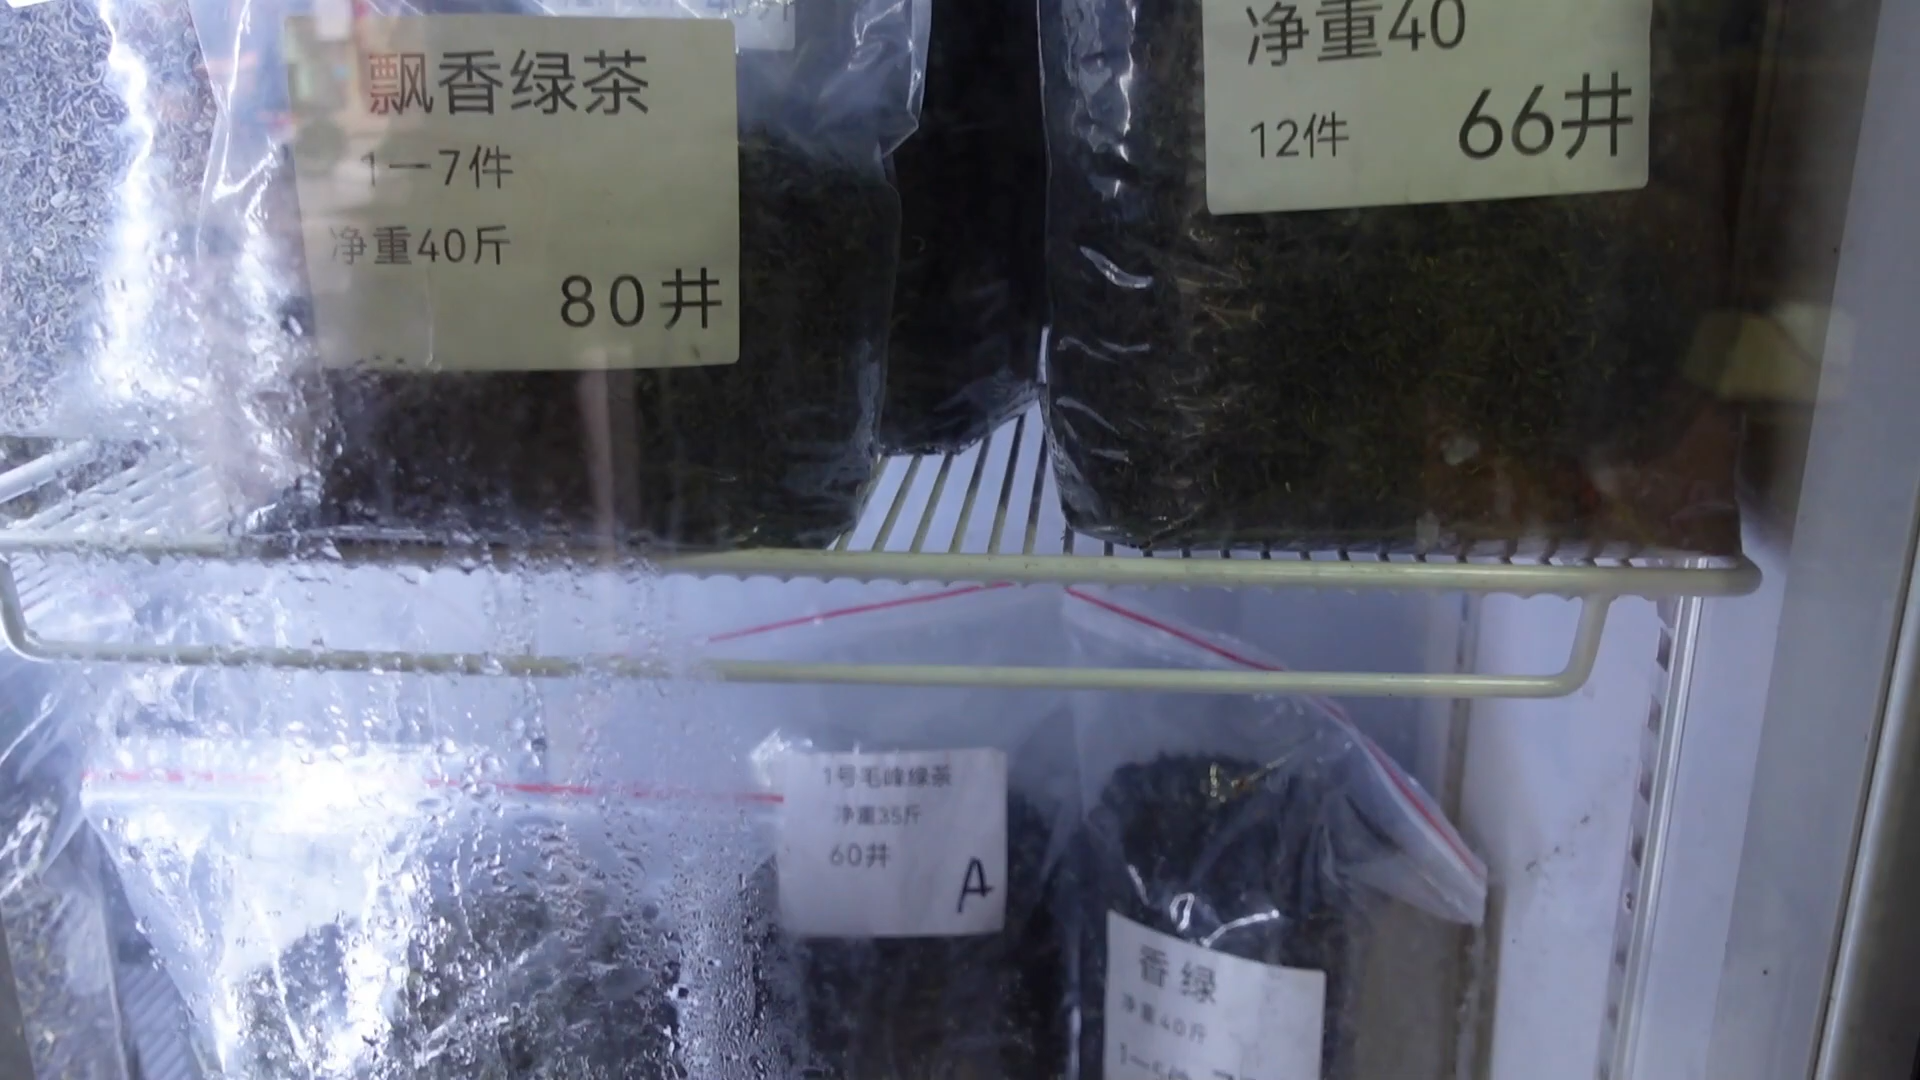 飘香绿茶
1一7件
净重40斤
80井
净重40
12件 66井
1号毛峰绿茶
净重35斤
60井
A
香绿
净重40斤